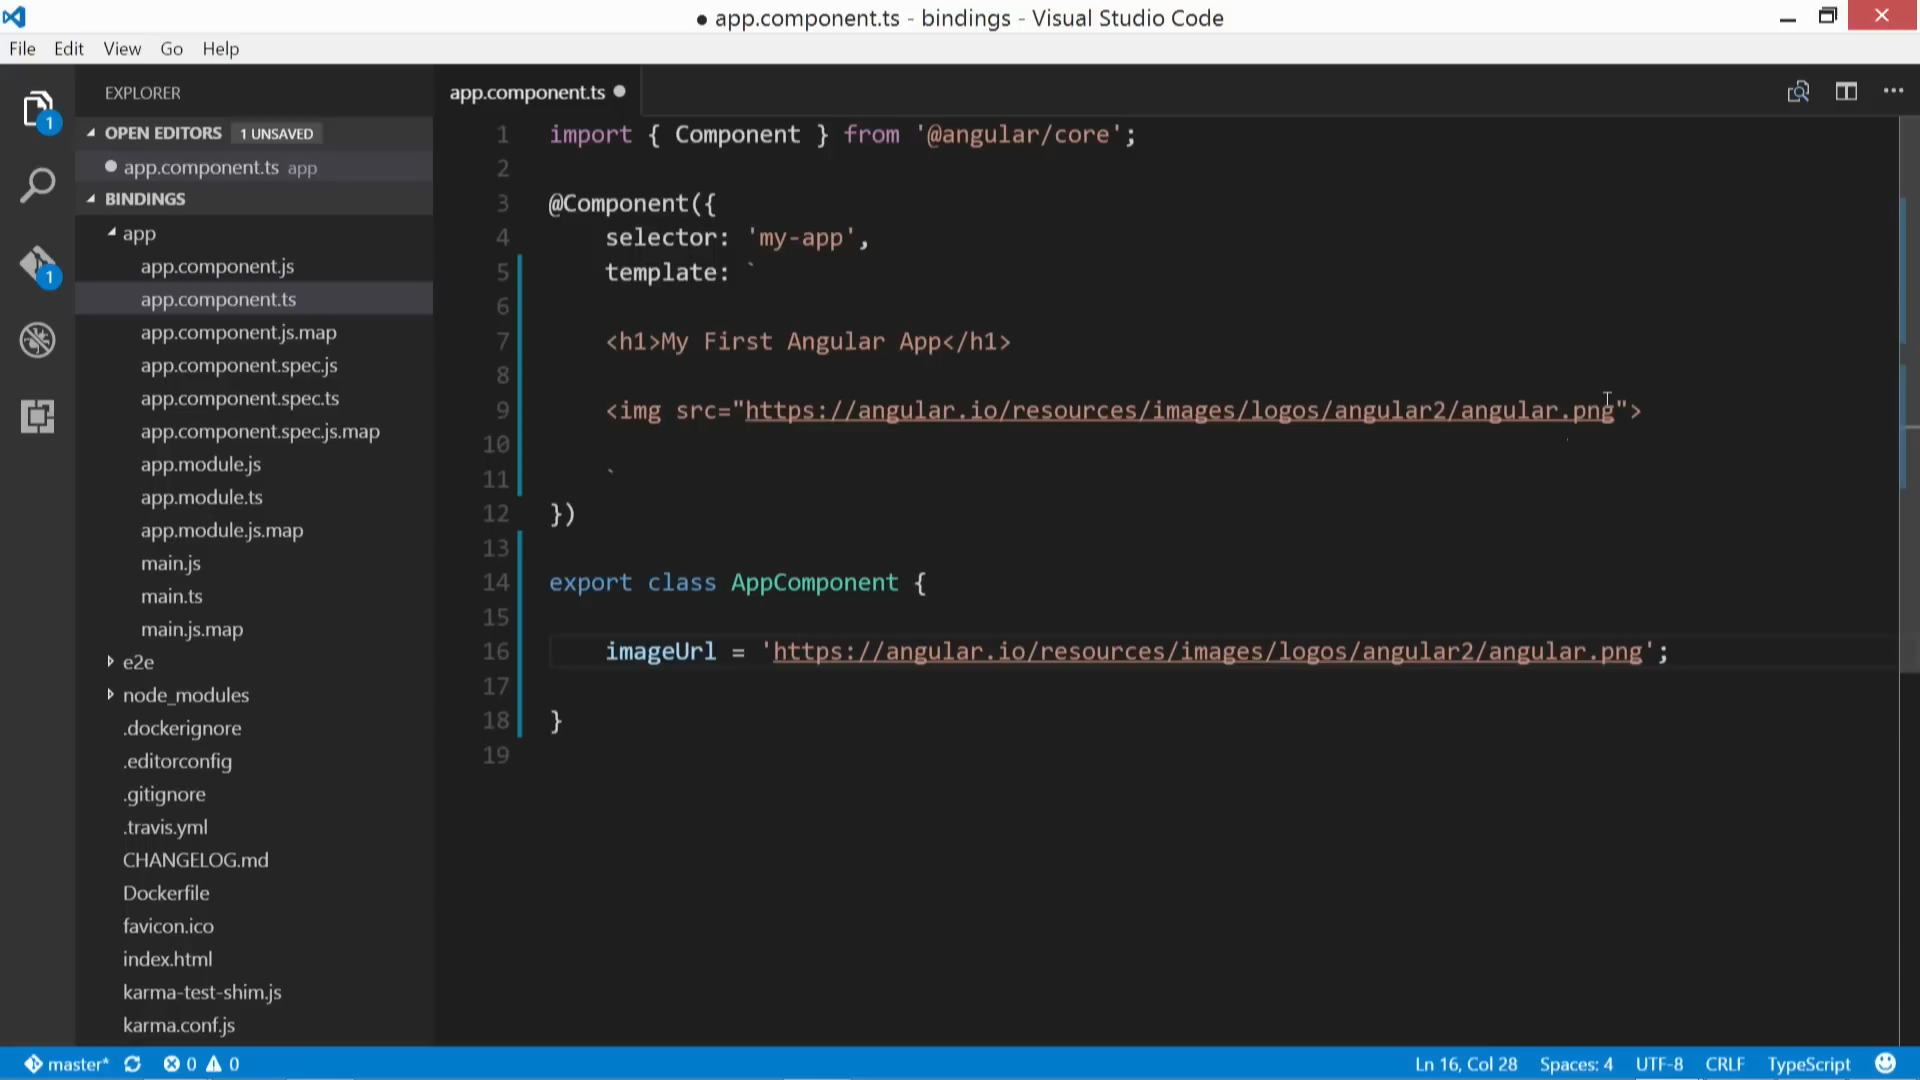 ● app.component.ts - bindings - Visual Studio Code
File Edit View Go Help
EXPLORER
OPEN EDITORS 1 UNSAVED
app.component.ts app
BINDINGS
app
app.component.js
app.component.ts
app.component.js.map
app.component.spec.js
app.component.spec.ts
app.component.spec.js.map
app.module.js
app.module.ts
app.module.js.map
main.js
main.ts
main.js.map
e2e
node_modules
.dockerignore
.editorconfig
.gitignore
.travis.yml
CHANGELOG.md
Dockerfile
favicon.ico
index.html
karma-test-shim.js
karma.conf.js
1
1
app.component.ts ●
1 import { Component } from '@angular/core';
2
3 @Component({
4 selector: 'my-app',
5 template: `
6
7 <h1>My First Angular App</h1>
8
9 <img src="https://angular.io/resources/images/logos/angular2/angular.png">
10
11 `
12 })
13
14 export class AppComponent {
15
16 imageUrl = 'https://angular.io/resources/images/logos/angular2/angular.png';
17
18 }
19
master* 0 0 Ln 16, Col 28 Spaces: 4 UTF-8 CRLF TypeScript